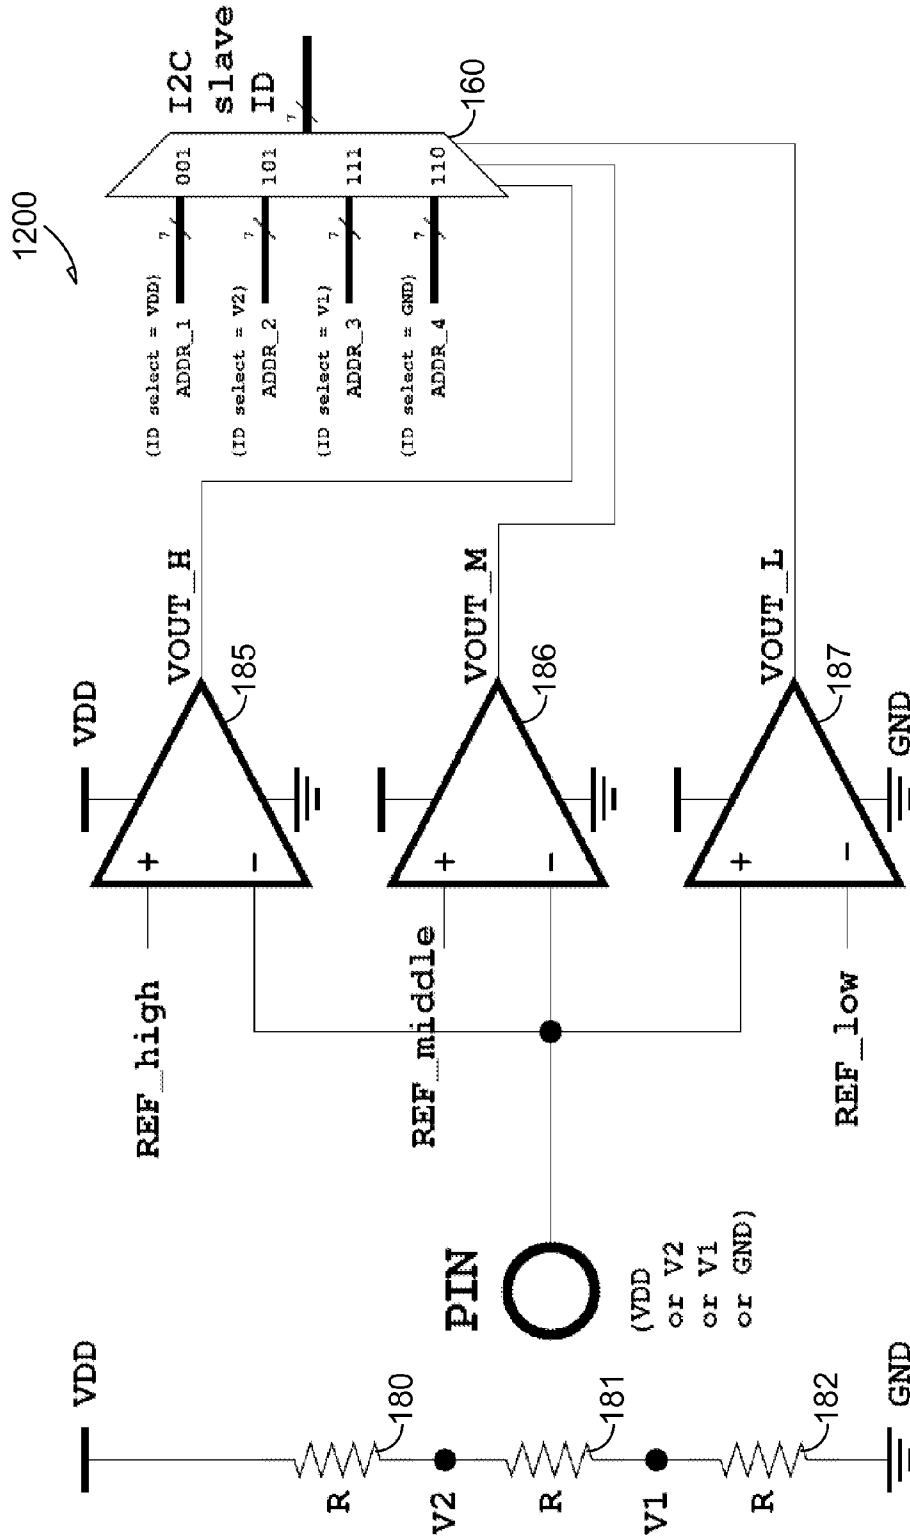 1200
VDD
R
180
V2
R
181
V1
R
182
GND
PIN
(VDD
or V2
or V1
or GND)
REF_high
REF_middle
REF_low
VDD
+
-
185
VOUT_H
+
-
186
VOUT_M
+
-
187
VOUT_L
GND
(ID select = VDD)
ADDR_1
7
001
(ID select = V2)
ADDR_2
7
101
(ID select = V1)
ADDR_3
7
111
(ID select = GND)
ADDR_4
7
110
160
7
I2C
slave
ID